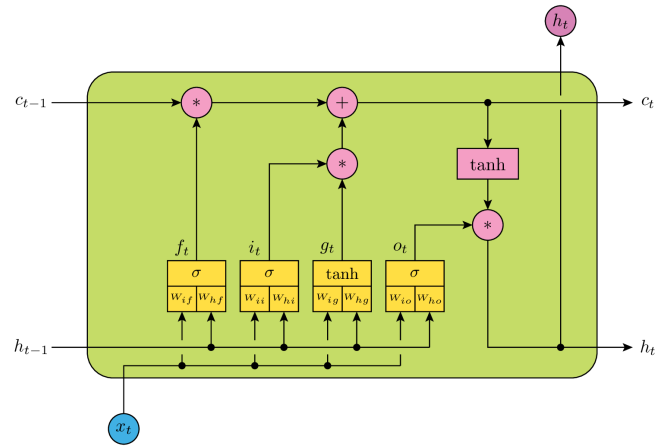 h_t
c_{t−1} * + c_t
* tanh
*
f_t i_t g_t o_t
σ σ tanh σ
W_{if} W_{hf} W_{ii} W_{hi} W_{ig} W_{hg} W_{io} W_{ho}
h_{t−1} h_t
x_t